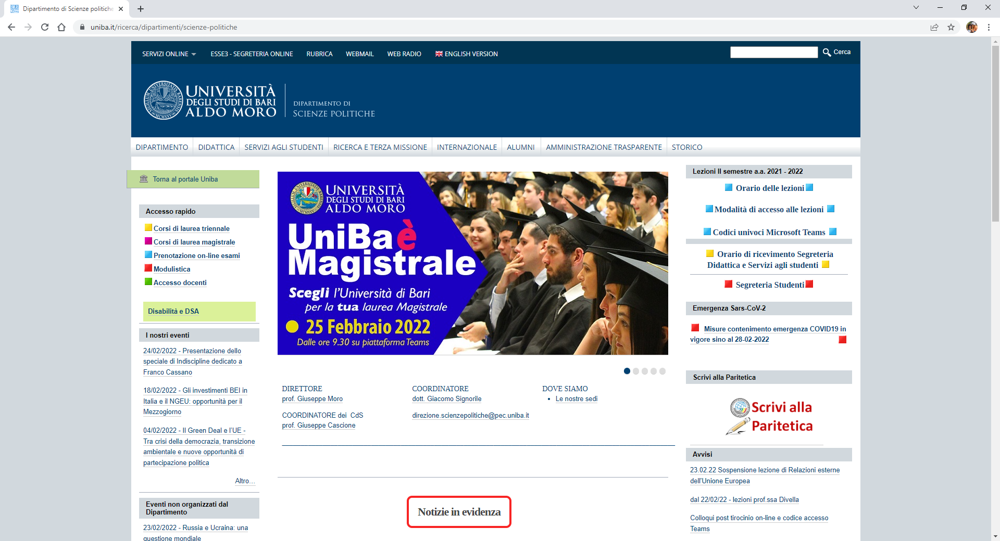 Dipartimento di Scienze politiche
uniba.it/ricerca/dipartimenti/scienze-politiche
SERVIZI ONLINE
ESSE3 - SEGRETERIA ONLINE
RUBRICA
WEBMAIL
WEB RADIO
ENGLISH VERSION
Cerca
UNIVERSITÀ
DEGLI STUDI DI BARI
ALDO MORO
DIPARTIMENTO DI
SCIENZE POLITICHE
DIPARTIMENTO
DIDATTICA
SERVIZI AGLI STUDENTI
RICERCA E TERZA MISSIONE
INTERNAZIONALE
ALUMNI
AMMINISTRAZIONE TRASPARENTE
STORICO
Torna al portale Uniba
Accesso rapido
Corsi di laurea triennale
Corsi di laurea magistrale
Prenotazione on-line esami
Modulistica
Accesso docenti
Disabilità e DSA
I nostri eventi
24/02/2022 - Presentazione dello
speciale di Indiscipline dedicato a
Franco Cassano
18/02/2022 - Gli investimenti BEI in
Italia e il NGEU: opportunità per il
Mezzogiorno
04/02/2022 - Il Green Deal e l'UE -
Tra crisi della democrazia, transizione
ambientale e nuove opportunità di
partecipazione politica
Altro…
Eventi non organizzati dal
Dipartimento
23/02/2022 - Russia e Ucraina: una
questione mondiale
UNIVERSITÀ
DEGLI STUDI DI BARI
ALDO MORO
UniBa è
Magistrale
Scegli l'Università di Bari
per la tua laurea Magistrale
25 Febbraio 2022
Dalle ore 9.30 su piattaforma Teams
DIRETTORE
prof. Giuseppe Moro
COORDINATORE dei CdS
prof. Giuseppe Cascione
COORDINATORE
dott. Giacomo Signorile
direzione.scienzepolitiche@pec.uniba.it
DOVE SIAMO
• Le nostre sedi
Notizie in evidenza
Lezioni II semestre a.a. 2021 - 2022
Orario delle lezioni
Modalità di accesso alle lezioni
Codici univoci Microsoft Teams
Orario di ricevimento Segreteria
Didattica e Servizi agli studenti
Segreteria Studenti
Emergenza Sars-CoV-2
Misure contenimento emergenza COVID19 in
vigore sino al 28-02-2022
Scrivi alla Paritetica
Scrivi alla
Paritetica
Avvisi
23.02.22 Sospensione lezione di Relazioni esterne
dell'Unione Europea
dal 22/02/22 - lezioni prof.ssa Divella
Colloqui post tirocinio on-line e codice accesso
Teams